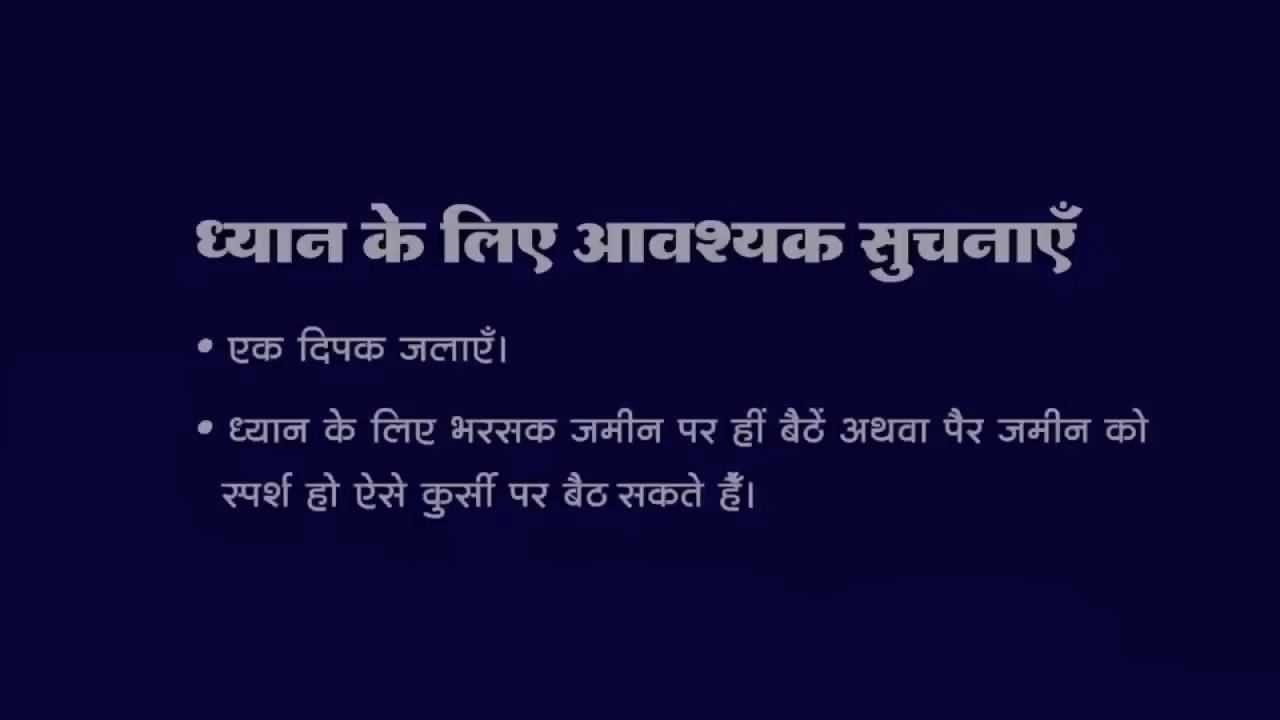 ध्यान के लिए आवश्यक सुचनाएँ
• एक दिपक जलाएँ।
• ध्यान के लिए भरसक जमीन पर हीं बैठें अथवा पैर जमीन को
स्पर्श हो ऐसे कुर्सी पर बैठ सकते हैं।